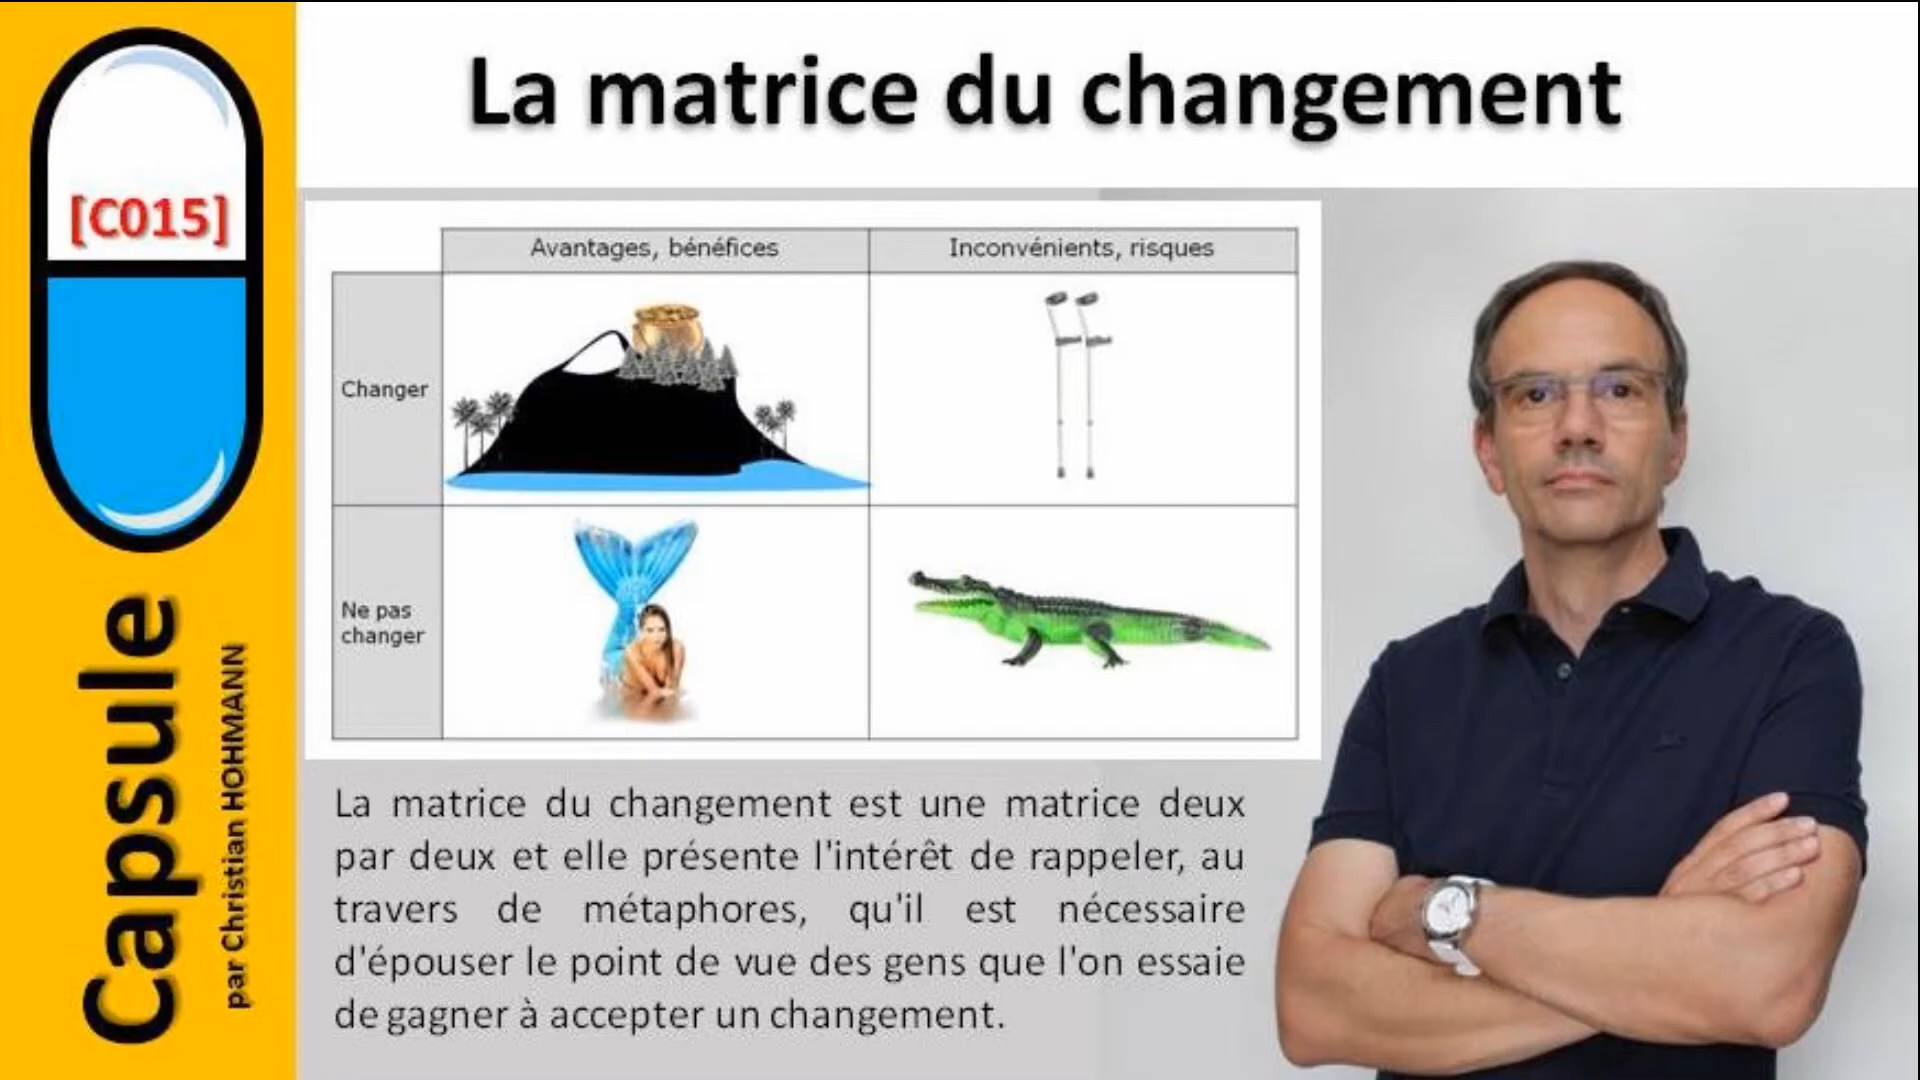 La matrice du changement
[C015]
Capsule
par Christian HOHMANN
Avantages, bénéfices
Inconvénients, risques
Changer
Ne pas
changer
La matrice du changement est une matrice deux
par deux et elle présente l'intérêt de rappeler, au
travers de métaphores, qu'il est nécessaire
d'épouser le point de vue des gens que l'on essaie
de gagner à accepter un changement.